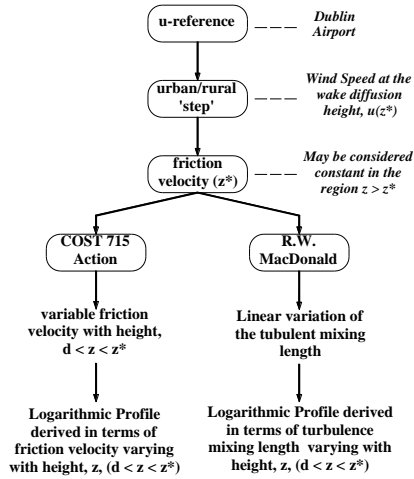 u-reference
Dublin
Airport
urban/rural
'step'
Wind Speed at the
wake diffusion
height, u(z*)
friction
velocity (z*)
May be considered
constant in the
region z > z*
COST 715
Action
R.W.
MacDonald
variable friction
velocity with height,
d < z < z*
Linear variation of
the tubulent mixing
length
Logarithmic Profile
derived in terms of
friction velocity varying
with height, z, (d < z < z*)
Logarithmic Profile derived
in terms of turbulence
mixing length varying with
height, z, (d < z < z*)